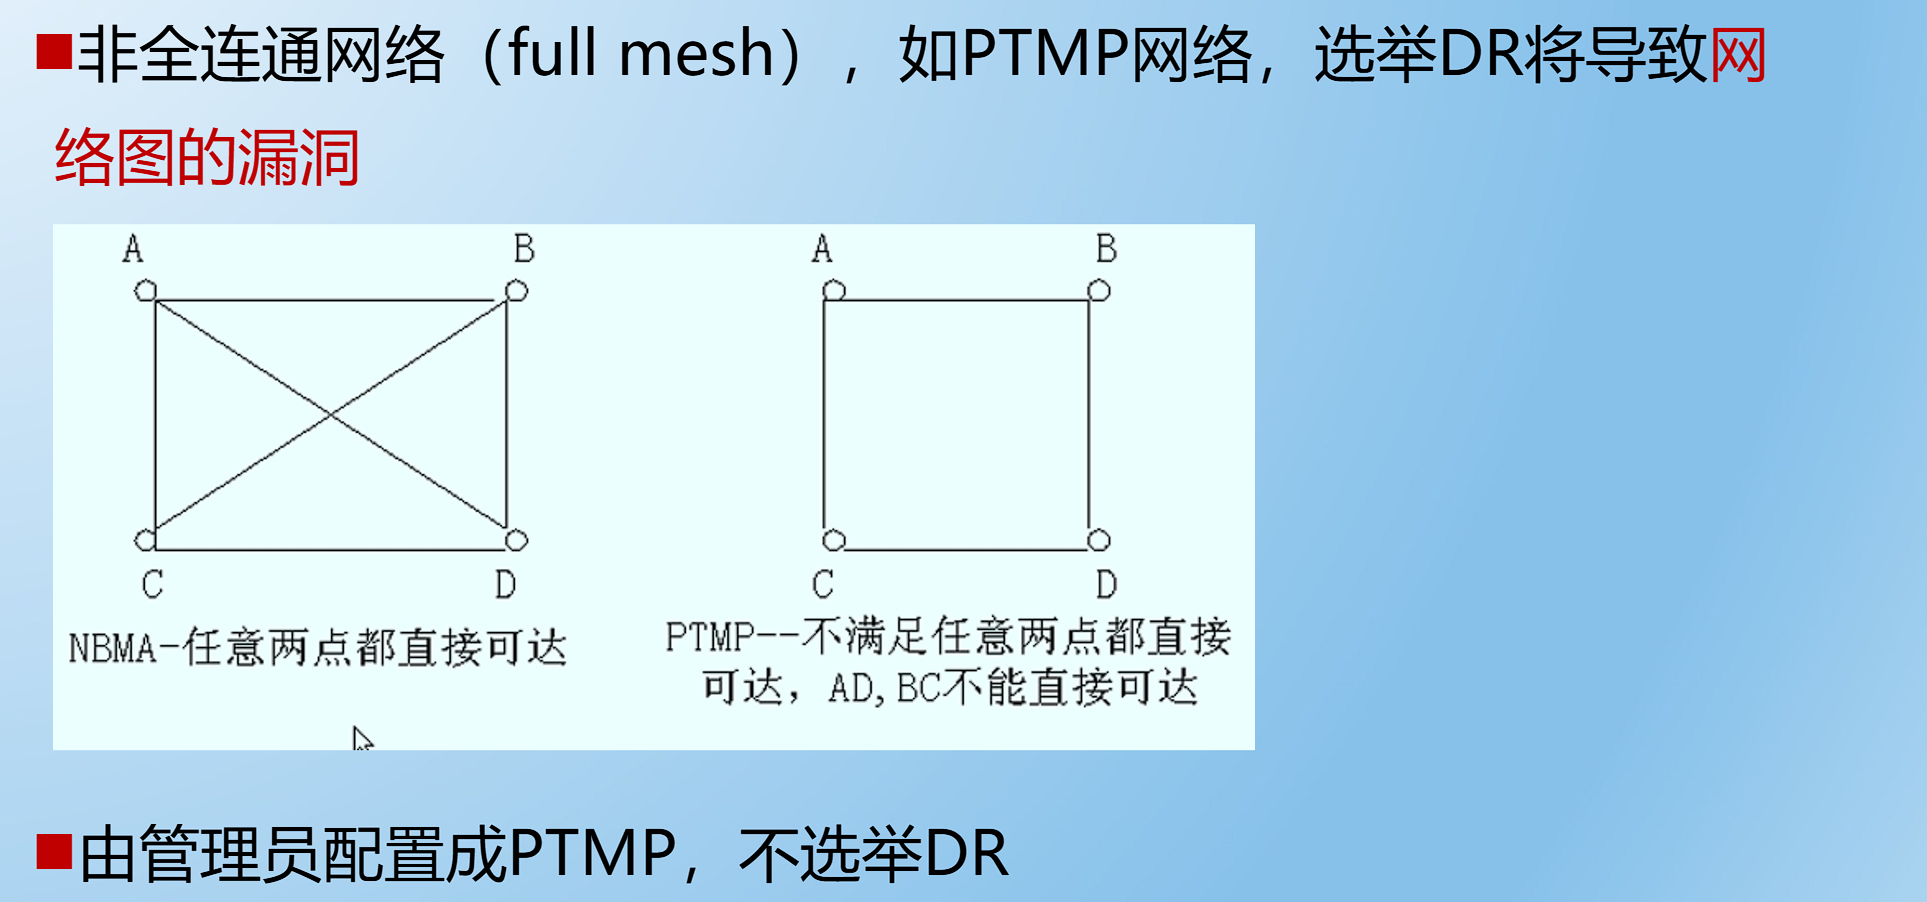 ■非全连通网络（full mesh），如PTMP网络，选举DR将导致网
络图的漏洞
A B A B
C D C D
NBMA-任意两点都直接可达
PTMP--不满足任意两点都直接
可达，AD,BC不能直接可达
■由管理员配置成PTMP，不选举DR